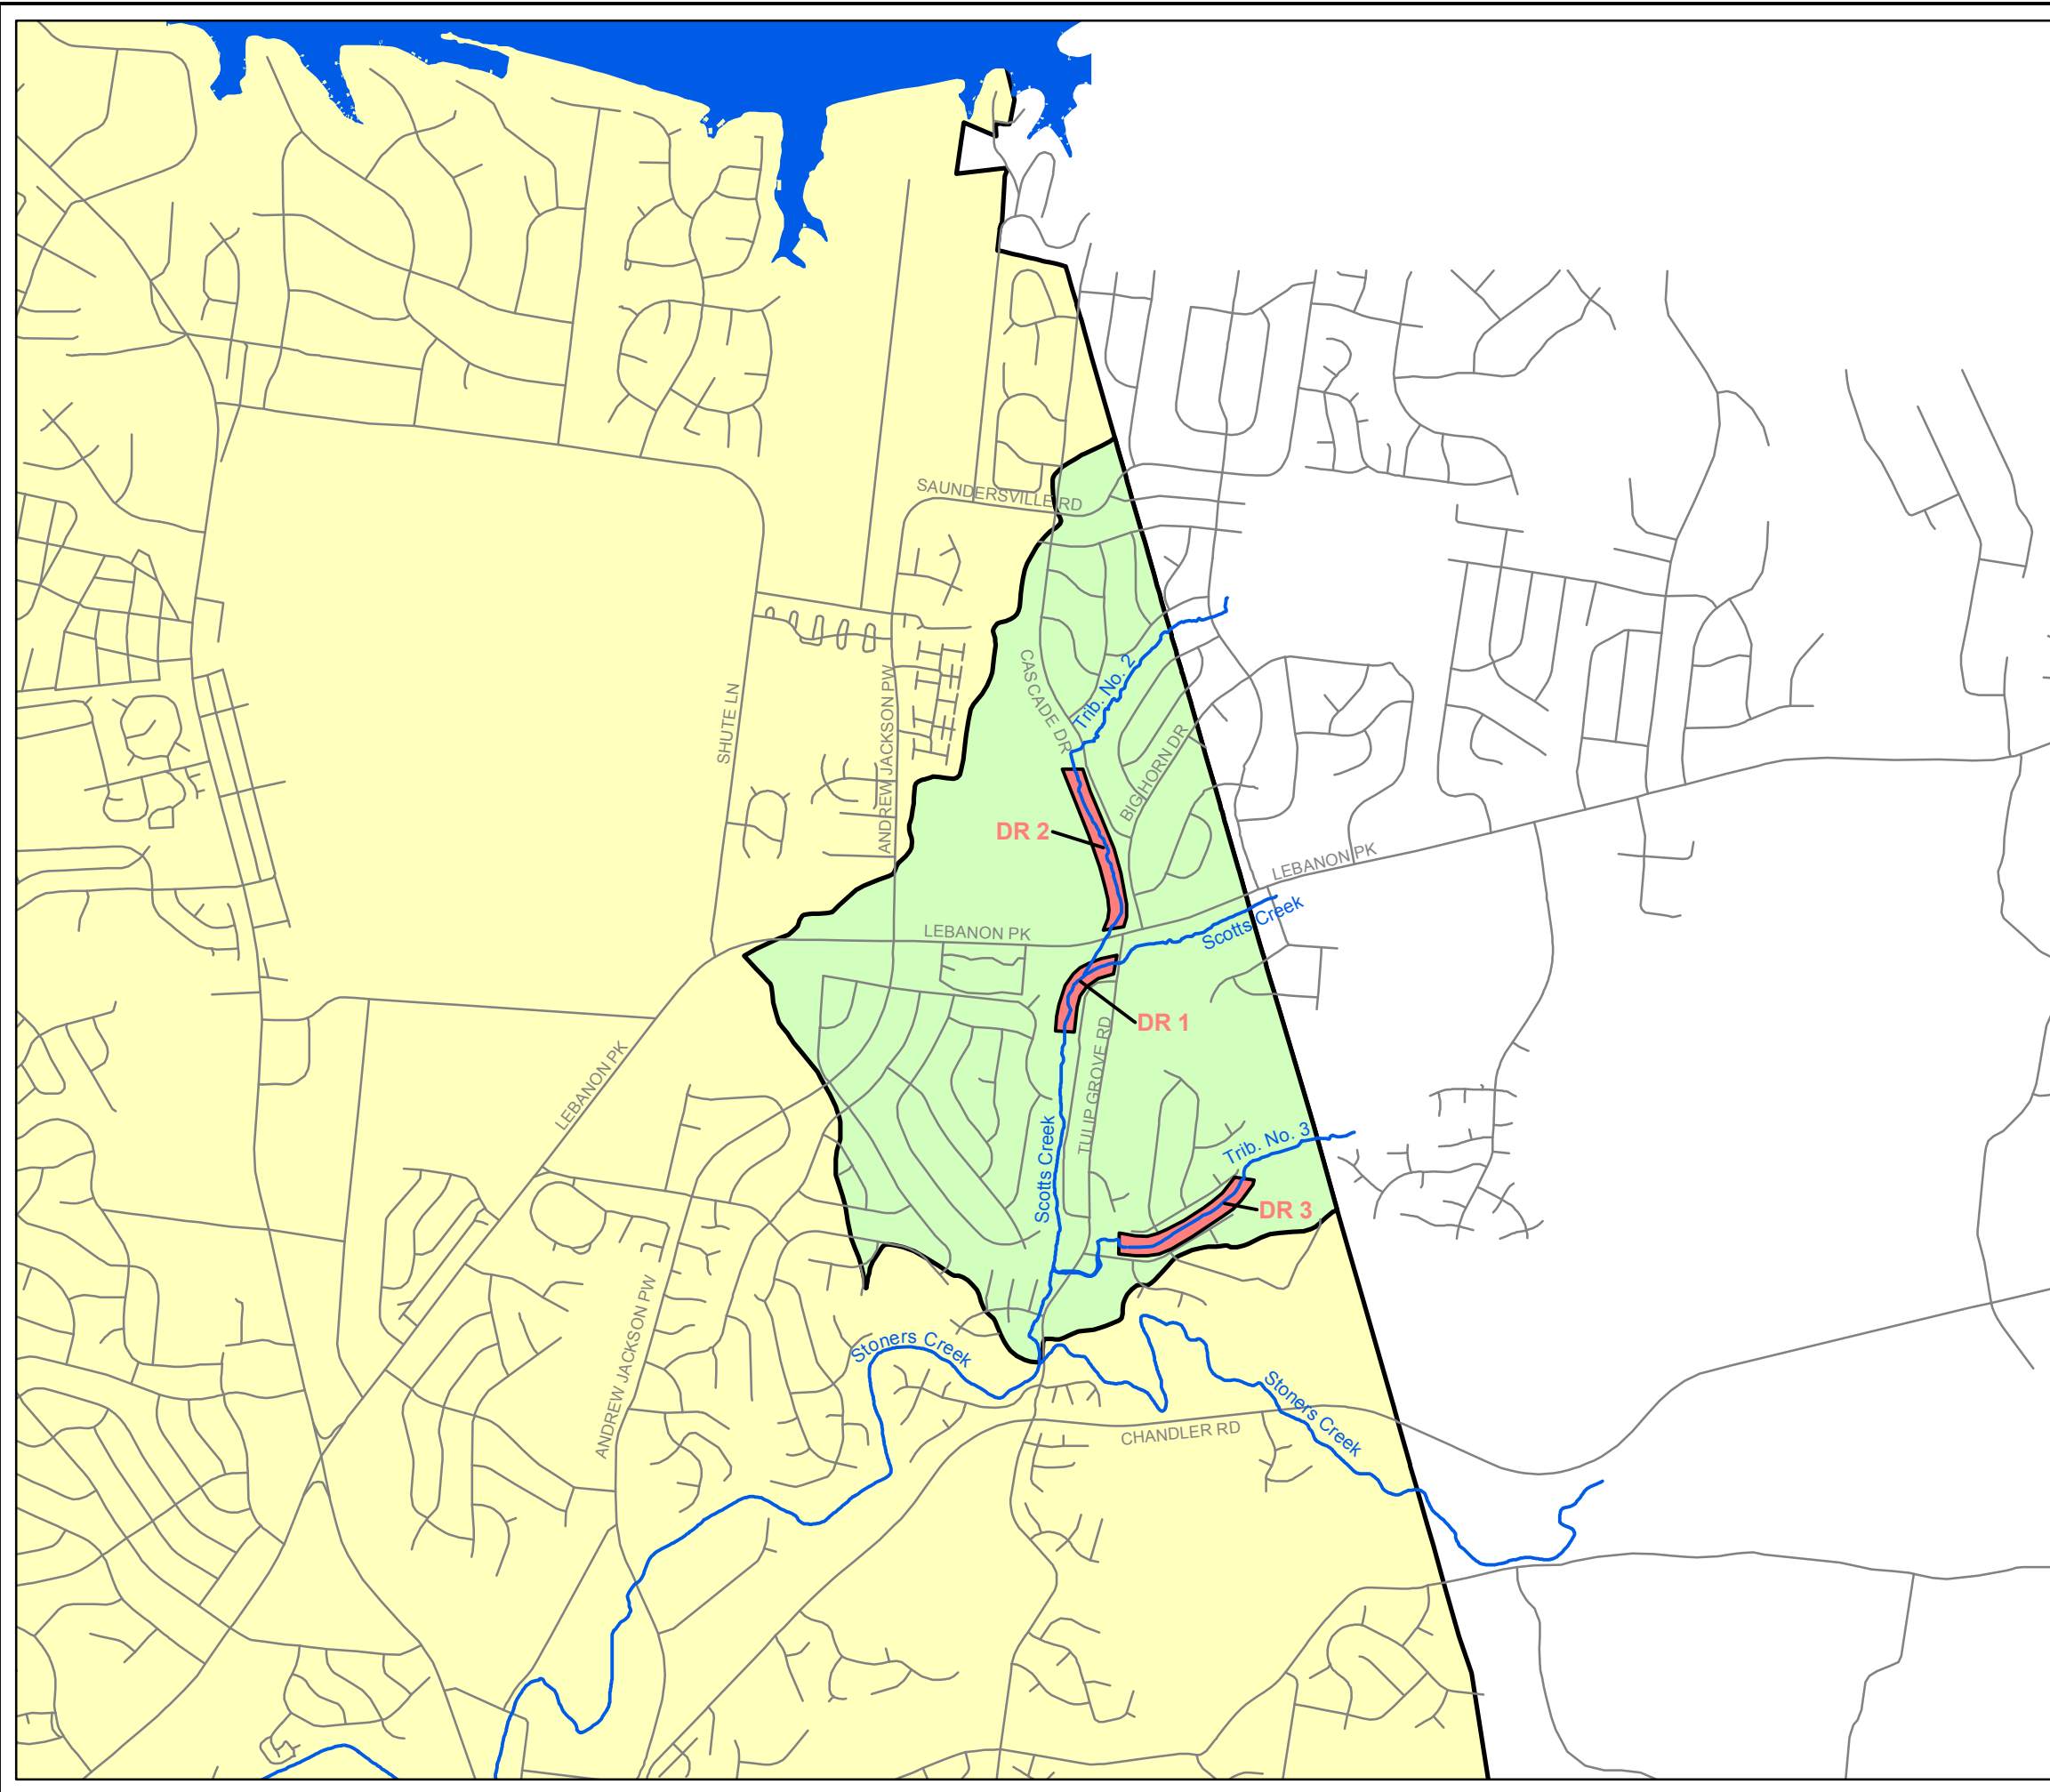 SAUNDERSVILLE RD
CASCADE DR
Trib. No. 2
SHUTE LN
ANDREW JACKSON PW
BIG HORN DR
DR 2
LEBANON PK
Scotts Creek
LEBANON PK
DR 1
TULIP GROVE RD
LEBANON PK
Scotts Creek
Trib. No. 3
DR 3
ANDREW JACKSON PW
Stoners Creek
Stoners Creek
CHANDLER RD